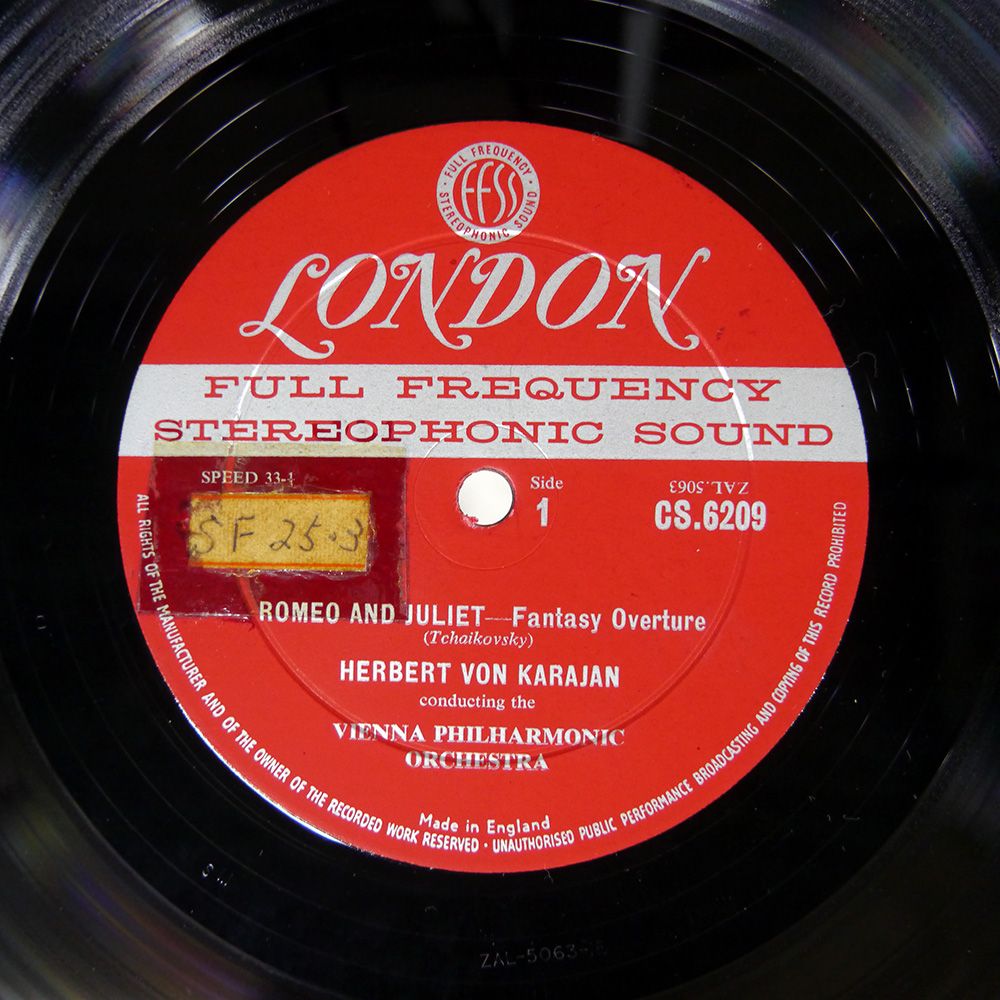 FULL FREQUENCY
FFSS
STEREOPHONIC SOUND
LONDON
FULL FREQUENCY
STEREOPHONIC SOUND
SPEED 33-⅓
SF 25.3
Side
1
ZAL.5063
CS.6209
ROMEO AND JULIET—Fantasy Overture
(Tchaikovsky)
HERBERT VON KARAJAN
conducting the
VIENNA PHILHARMONIC
ORCHESTRA
Made in England
ALL RIGHTS OF THE MANUFACTURER AND OF THE OWNER OF THE RECORDED WORK RESERVED · UNAUTHORISED PUBLIC PERFORMANCE BROADCASTING AND COPYING OF THIS RECORD PROHIBITED